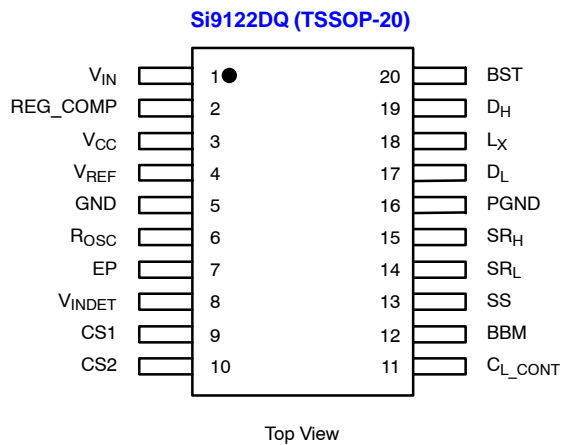 Si9122DQ (TSSOP-20)
VIN 1 20 BST
REG_COMP 2 19 DH
VCC 3 18 LX
VREF 4 17 DL
GND 5 16 PGND
ROSC 6 15 SRH
EP 7 14 SRL
VINDET 8 13 SS
CS1 9 12 BBM
CS2 10 11 CL_CONT
Top View